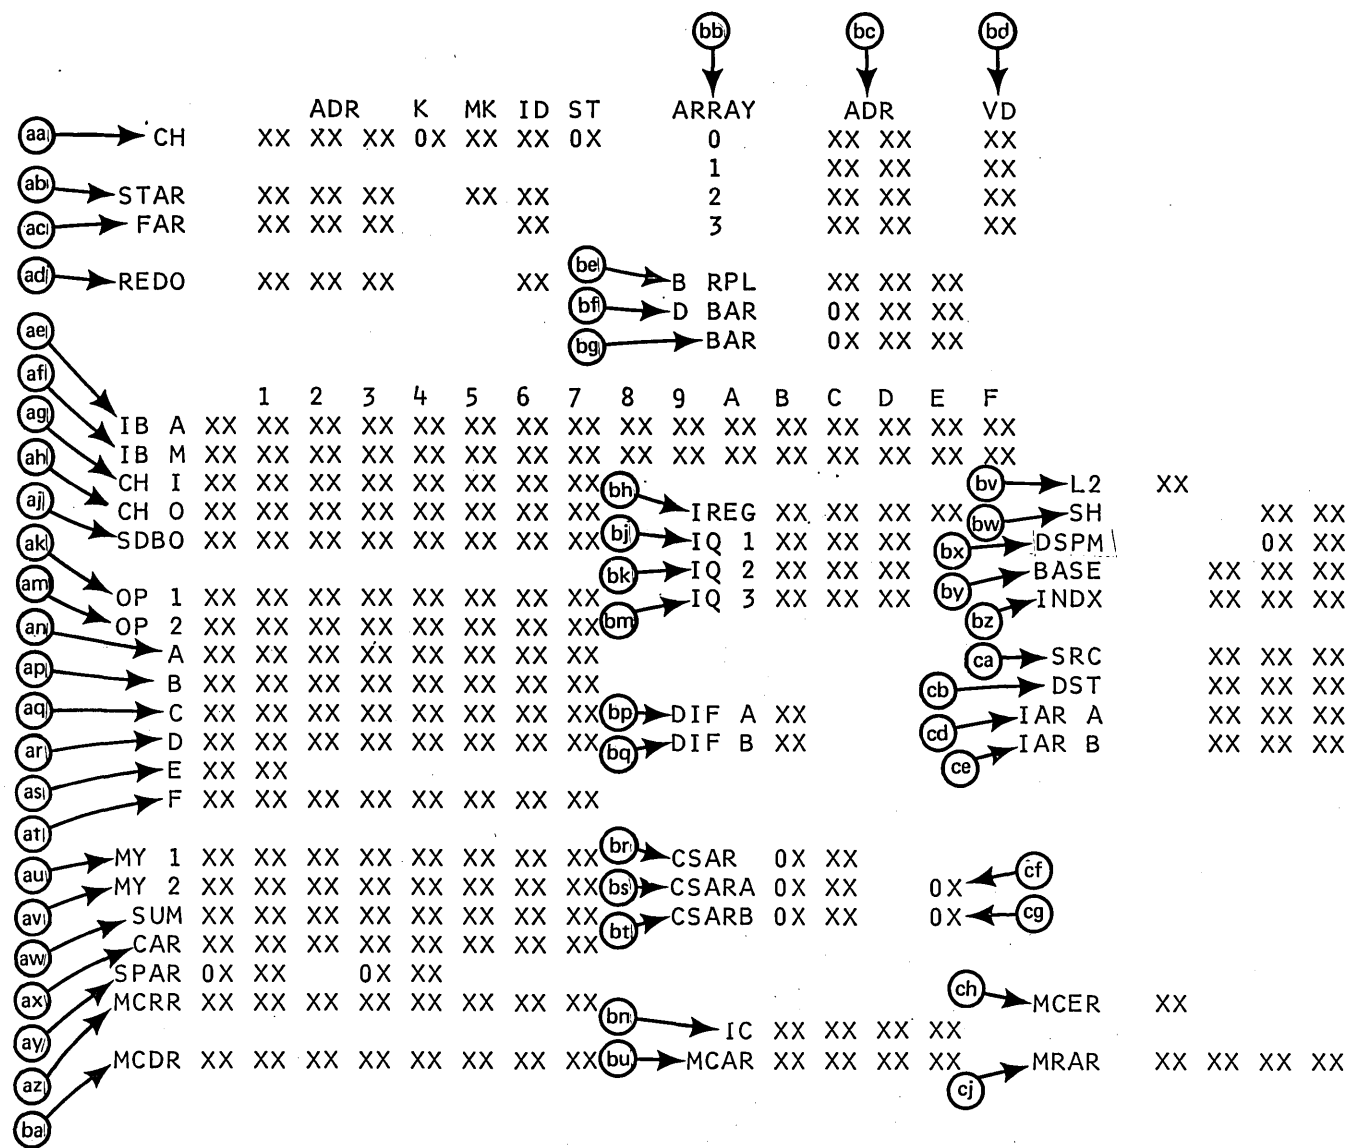 bb bc bd
ADR K MK ID ST ARRAY ADR VD
aa CH XX XX XX 0X XX XX 0X 0 XX XX XX
1 XX XX XX
ab STAR XX XX XX XX XX 2 XX XX XX
ac FAR XX XX XX XX 3 XX XX XX
ad REDO XX XX XX XX be B RPL XX XX XX
bf D BAR 0X XX XX
bg BAR 0X XX XX
1 2 3 4 5 6 7 8 9 A B C D E F
ae IB A XX XX XX XX XX XX XX XX XX XX XX XX XX XX XX XX
af IB M XX XX XX XX XX XX XX XX XX XX XX XX XX XX XX XX
ag CH I XX XX XX XX XX XX XX XX bv L2 XX
ah CH O XX XX XX XX XX XX XX XX bh IREG XX XX XX XX bw SH XX XX
aj SDBO XX XX XX XX XX XX XX XX bj IQ 1 XX XX XX bx DSPM 0X XX
bk IQ 2 XX XX XX by BASE XX XX XX
ak OP 1 XX XX XX XX XX XX XX XX bm IQ 3 XX XX XX bz INDX XX XX XX
am OP 2 XX XX XX XX XX XX XX XX
an A XX XX XX XX XX XX XX XX ca SRC XX XX XX
ap B XX XX XX XX XX XX XX XX cb DST XX XX XX
aq C XX XX XX XX XX XX XX XX bp DIF A XX cd IAR A XX XX XX
ar D XX XX XX XX XX XX XX XX bq DIF B XX ce IAR B XX XX XX
as E XX XX
at F XX XX XX XX XX XX XX XX
au MY 1 XX XX XX XX XX XX XX XX br CSAR 0X XX
av MY 2 XX XX XX XX XX XX XX XX bs CSARA 0X XX 0X cf
aw SUM XX XX XX XX XX XX XX XX bt CSARB 0X XX 0X cg
ax CAR XX XX XX XX XX XX XX XX
ay SPAR 0X XX 0X XX
az MCRR XX XX XX XX XX XX XX XX ch MCER XX
bn IC XX XX XX XX
ba MCDR XX XX XX XX XX XX XX XX bu MCAR XX XX XX XX cj MRAR XX XX XX XX